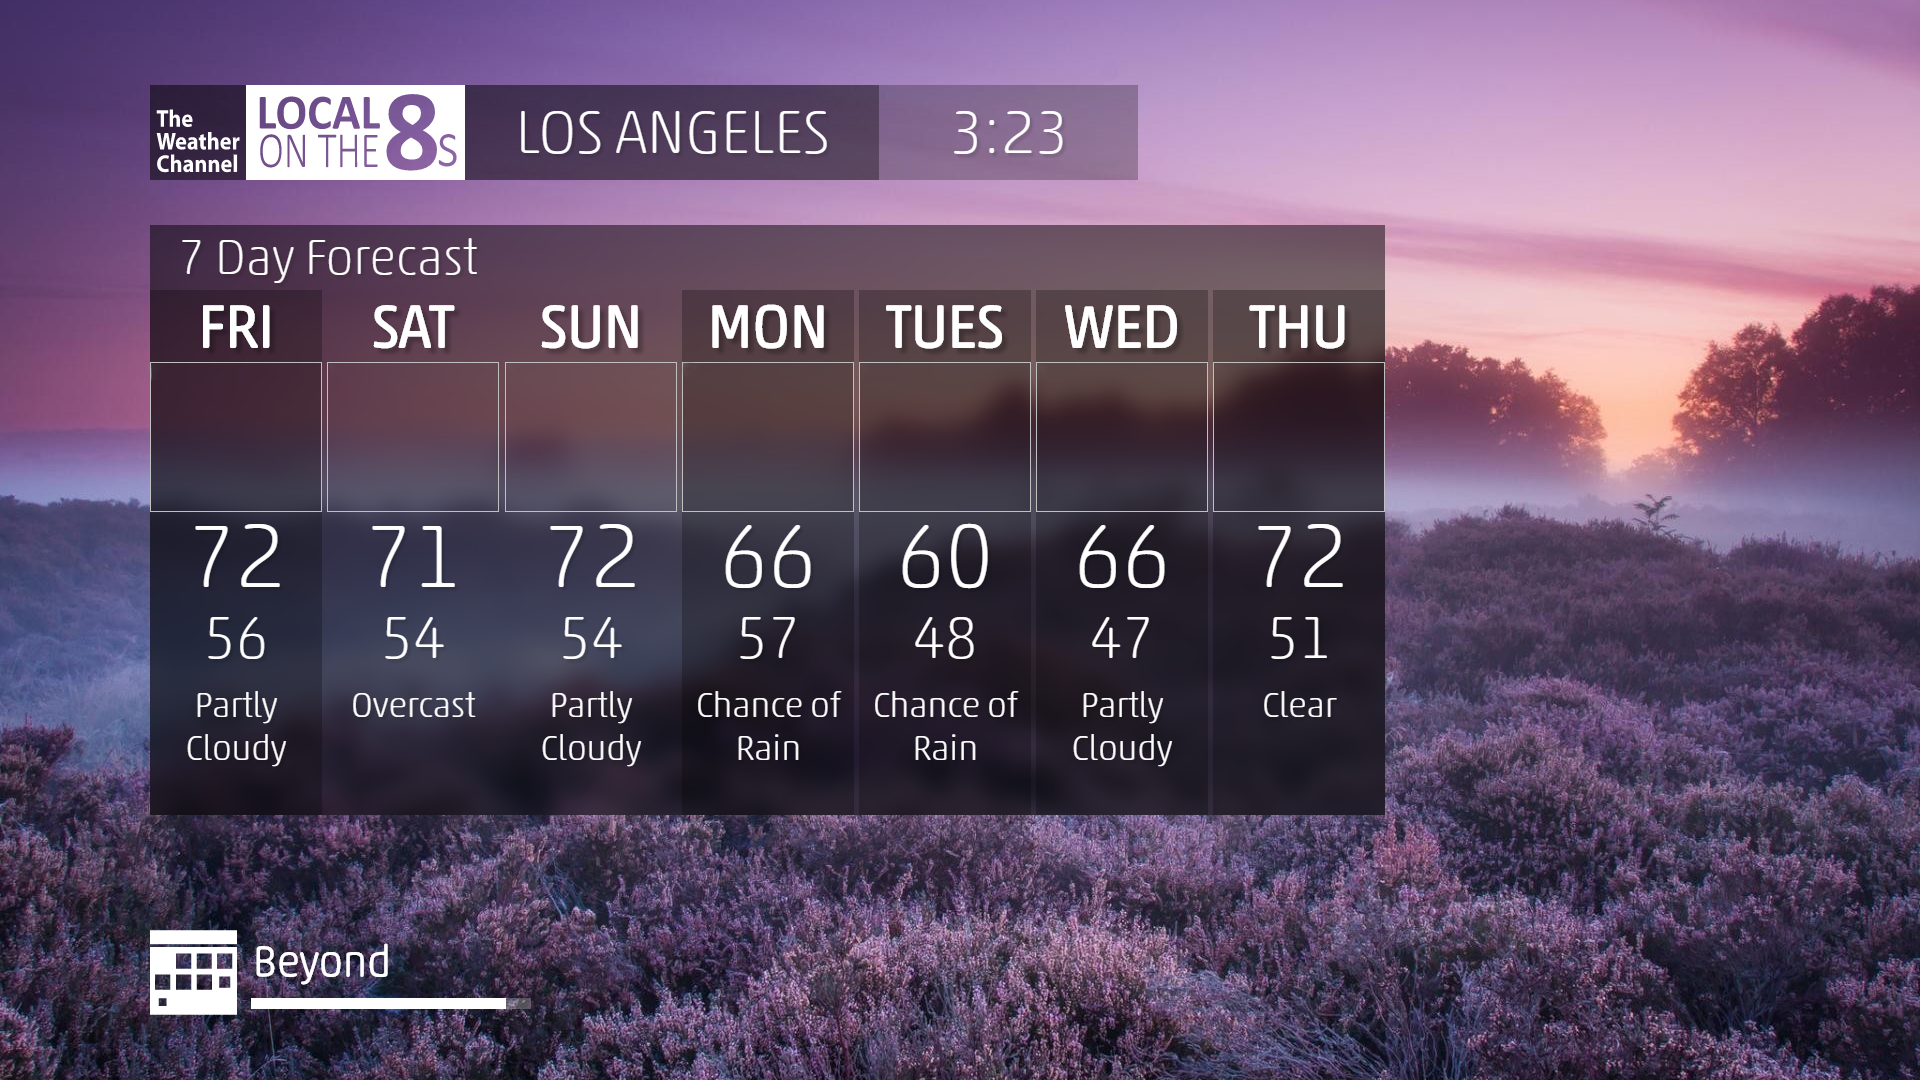 The
Weather
Channel
LOCAL
ON THE 8s
LOS ANGELES
3:23
7 Day Forecast
FRI SAT SUN MON TUES WED THU
72 71 72 66 60 66 72
56 54 54 57 48 47 51
Partly Overcast Partly Chance of Chance of Partly Clear
Cloudy Cloudy Rain Rain Cloudy
Beyond